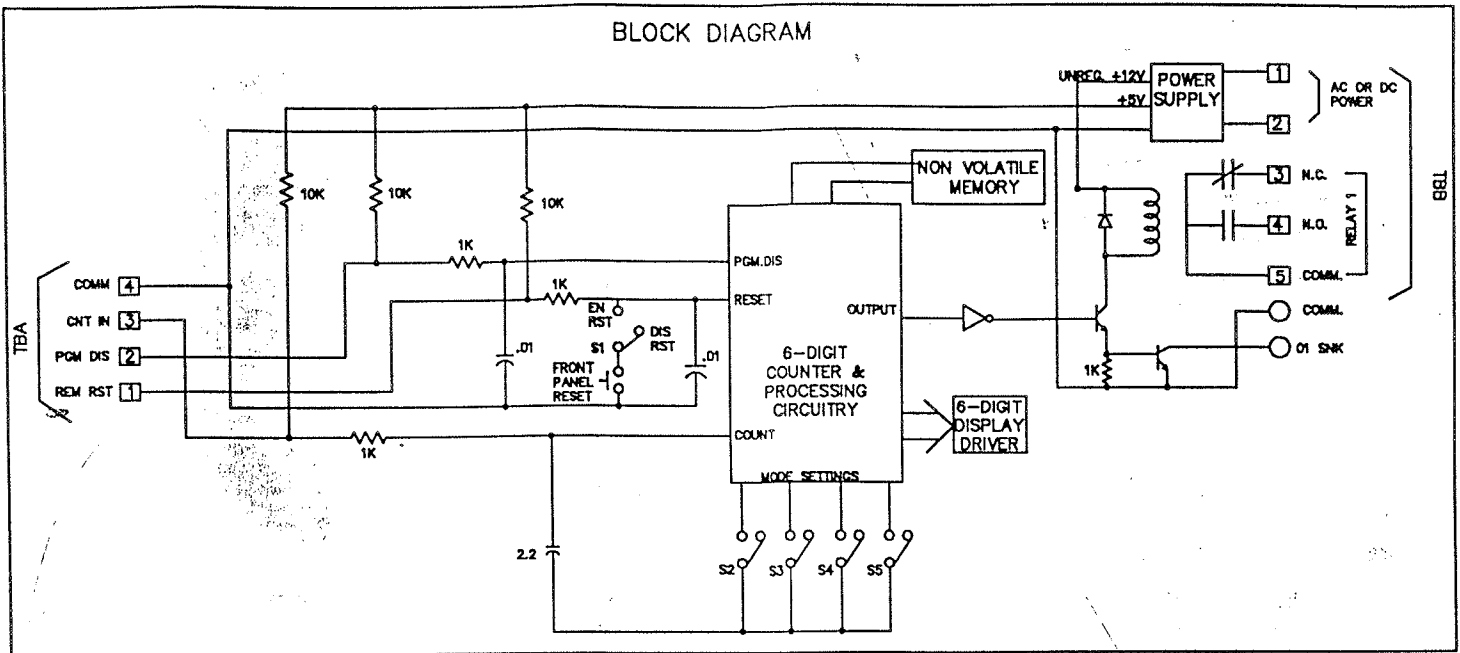 BLOCK DIAGRAM
UNREG. +12V
+5V
POWER
SUPPLY
1
2
AC OR DC
POWER
NON VOLATILE
MEMORY
3 N.C.
4 N.O.
5 COMM.
RELAY 1
TBB
10K
10K
10K
1K
PGM.DIS
COMM 4
CNT IN 3
PGM DIS 2
REM RST 1
TBA
1K
EN
RST
DIS
RST
S1
FRONT
PANEL
RESET
.01
.01
RESET
OUTPUT
6-DIGIT
COUNTER &
PROCESSING
CIRCUITRY
COUNT
MODE SETTINGS
1K
COMM.
O1 SNK
1K
6-DIGIT
DISPLAY
DRIVER
2.2
S2
S3
S4
S5